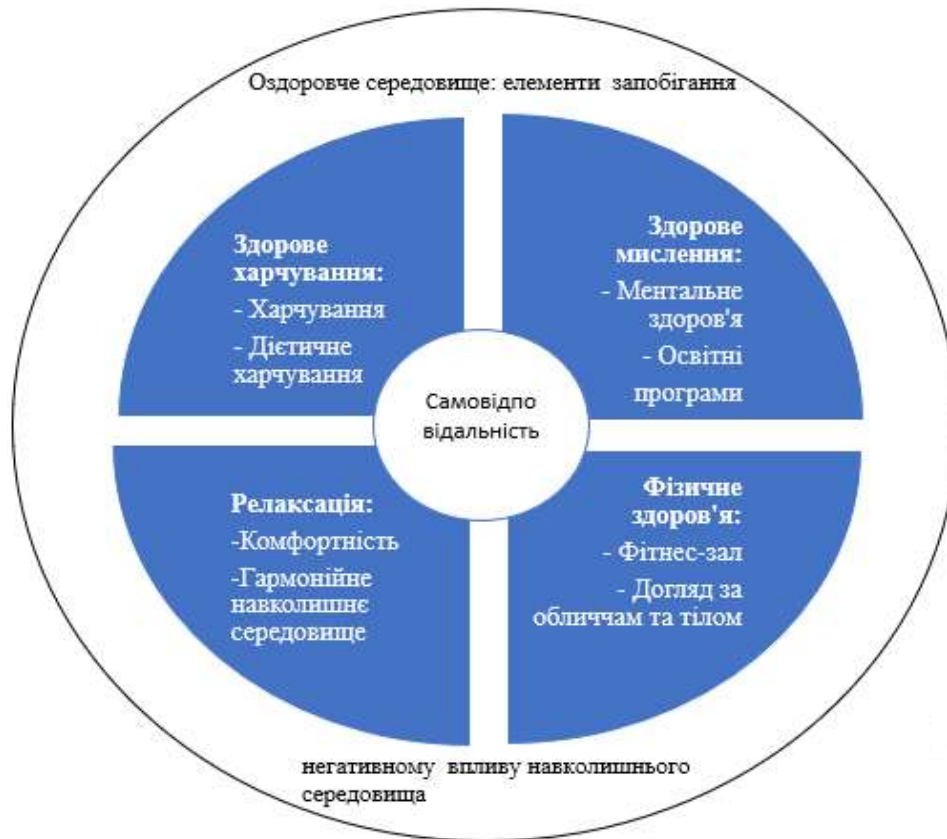 Оздоровче середовище: елементи запобігання
Здорове
харчування:
- Харчування
- Дієтичне
харчування
Здорове
мислення:
- Ментальне
здоров'я
- Освітні
програми
Самовідпо
відальність
Релаксація:
-Комфортність
-Гармонійне
навколишнє
середовище
Фізичне
здоров'я:
- Фітнес-зал
- Догляд за
обличчам та тілом
негативному впливу навколишнього
середовища